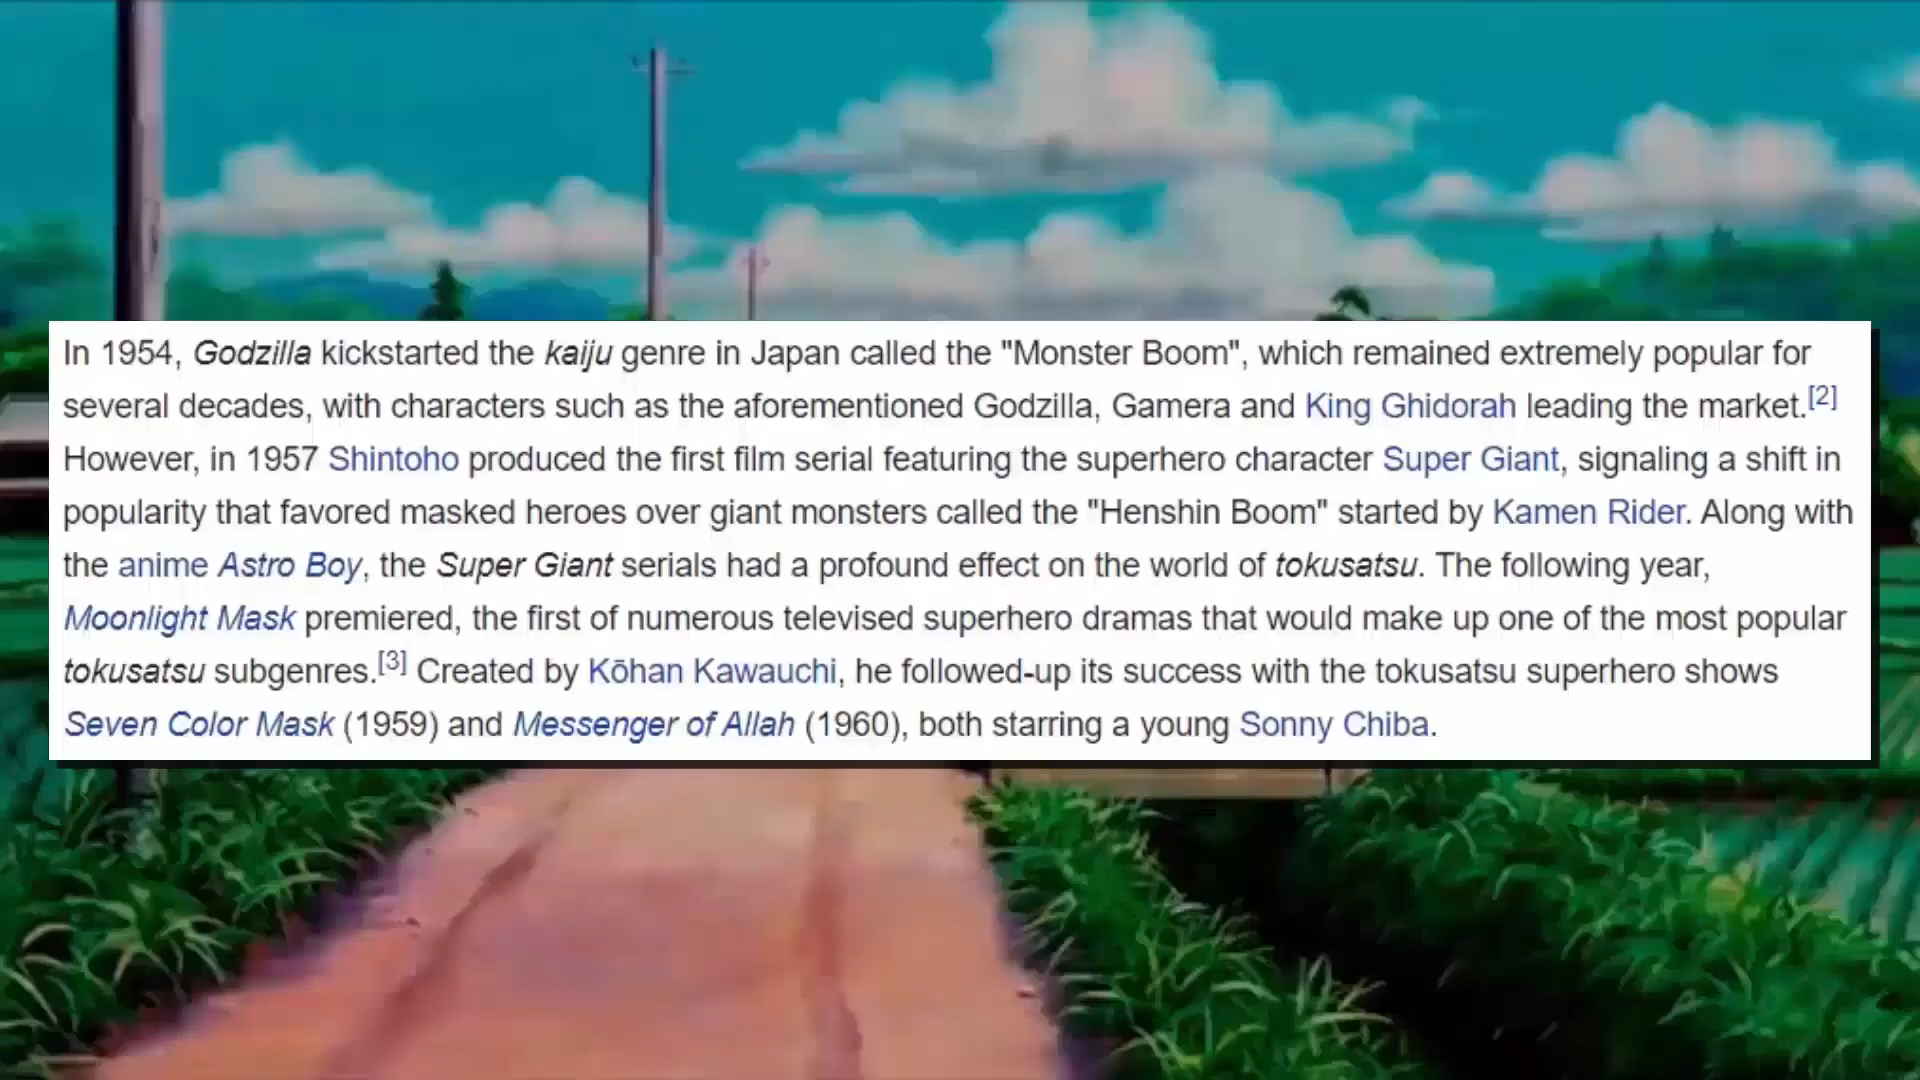 In 1954, Godzilla kickstarted the kaiju genre in Japan called the "Monster Boom", which remained extremely popular for
several decades, with characters such as the aforementioned Godzilla, Gamera and King Ghidorah leading the market.[2]
However, in 1957 Shintoho produced the first film serial featuring the superhero character Super Giant, signaling a shift in
popularity that favored masked heroes over giant monsters called the "Henshin Boom" started by Kamen Rider. Along with
the anime Astro Boy, the Super Giant serials had a profound effect on the world of tokusatsu. The following year,
Moonlight Mask premiered, the first of numerous televised superhero dramas that would make up one of the most popular
tokusatsu subgenres.[3] Created by Kōhan Kawauchi, he followed-up its success with the tokusatsu superhero shows
Seven Color Mask (1959) and Messenger of Allah (1960), both starring a young Sonny Chiba.